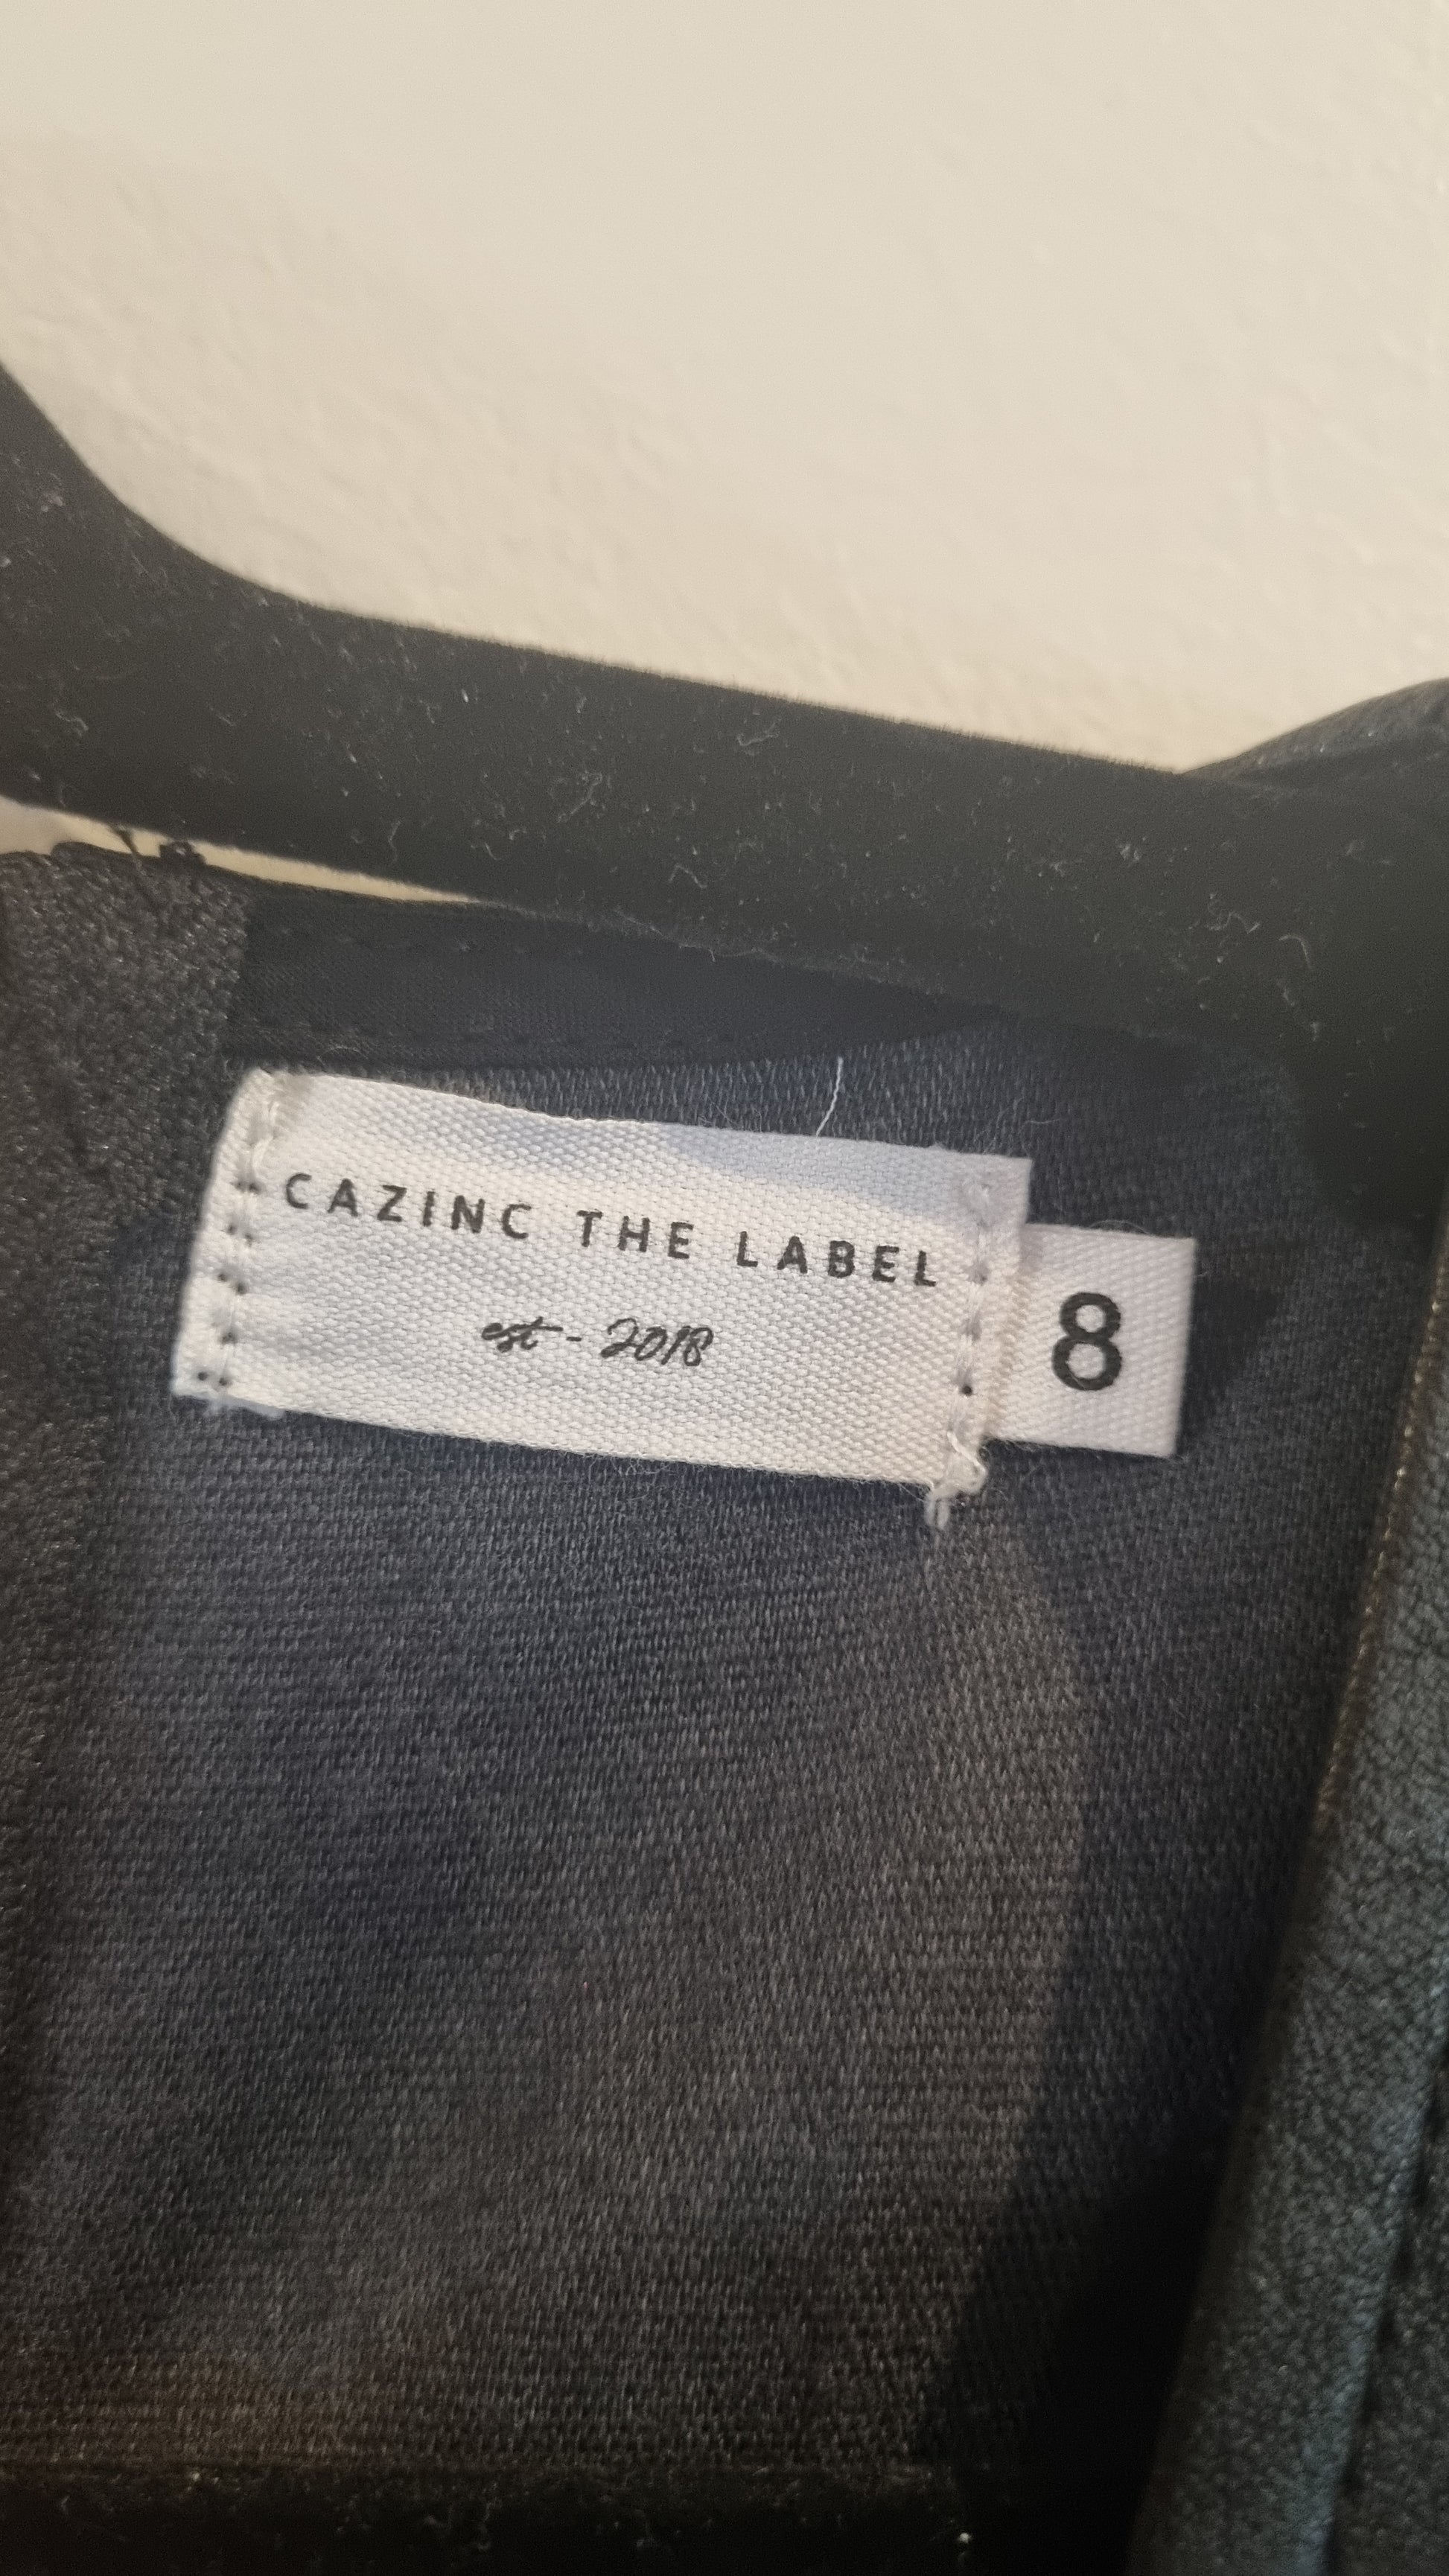 CAZINC THE LABEL
est - 2018
8